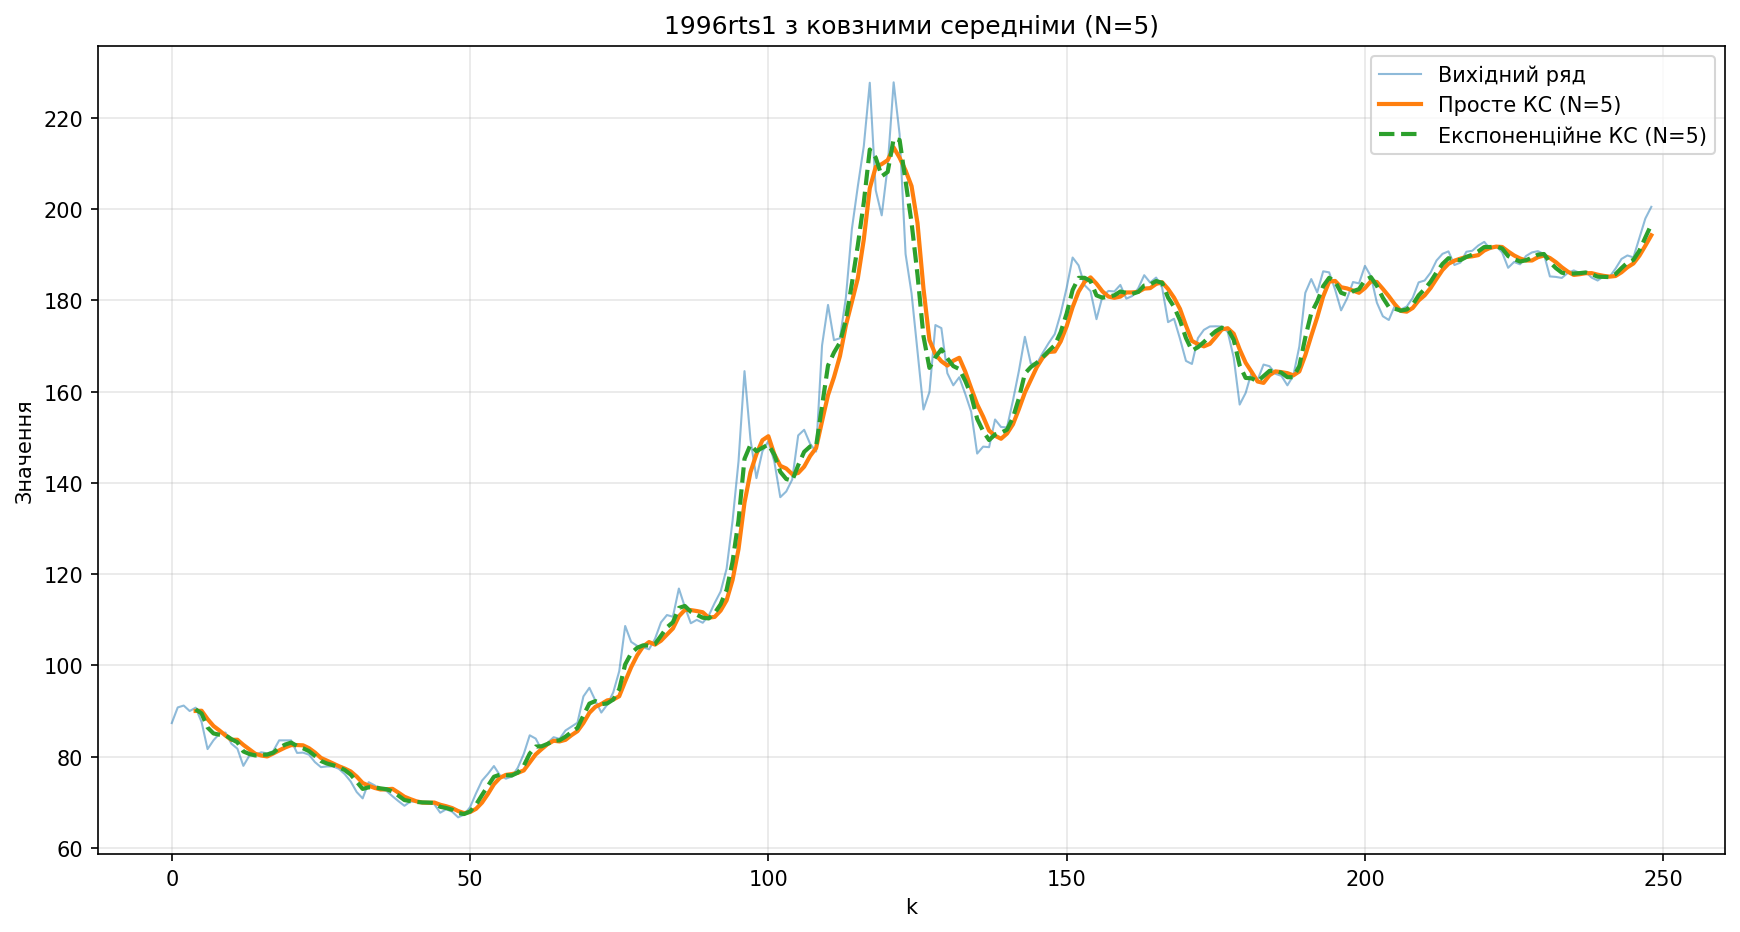 1996rts1 з ковзними середніми (N=5)
Вихідний ряд
Просте КС (N=5)
Експоненційне КС (N=5)
Значення
220
200
180
160
140
120
100
80
60
0 50 100 150 200 250
k